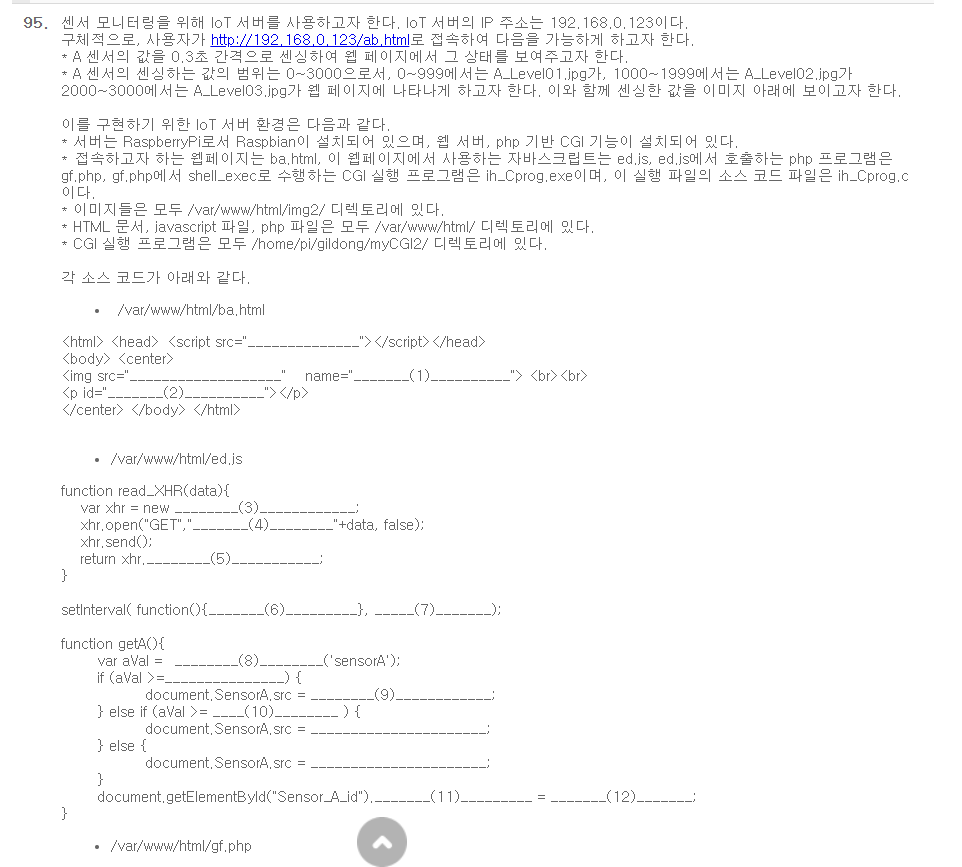 95. 센서 모니터링을 위해 IoT 서버를 사용하고자 한다. IoT 서버의 IP 주소는 192.168.0.123이다.
구체적으로, 사용자가 http://192.168.0.123/ab.html로 접속하여 다음을 가능하게 하고자 한다.
* A 센서의 값을 0.3초 간격으로 센싱하여 웹 페이지에서 그 상태를 보여주고자 한다.
* A 센서의 센싱하는 값의 범위는 0~3000으로서, 0~999에서는 A_Level01.jpg가, 1000~1999에서는 A_Level02.jpg가
2000~3000에서는 A_Level03.jpg가 웹 페이지에 나타나게 하고자 한다. 이와 함께 센싱한 값을 이미지 아래에 보이고자 한다.
이를 구현하기 위한 IoT 서버 환경은 다음과 같다.
* 서버는 RaspberryPi로서 Raspbian이 설치되어 있으며, 웹 서버, php 기반 CGI 기능이 설치되어 있다.
* 접속하고자 하는 웹페이지는 ba.html, 이 웹페이지에서 사용하는 자바스크립트는 ed.js, ed.js에서 호출하는 php 프로그램은
gf.php, gf.php에서 shell_exec로 수행하는 CGI 실행 프로그램은 ih_Cprog.exe이며, 이 실행 파일의 소스 코드 파일은 ih_Cprog.c
이다.
* 이미지들은 모두 /var/www/html/img2/ 디렉토리에 있다.
* HTML 문서, javascript 파일, php 파일은 모두 /var/www/html/ 디렉토리에 있다.
* CGI 실행 프로그램은 모두 /home/pi/gildong/myCGI2/ 디렉토리에 있다.
각 소스 코드가 아래와 같다.
• /var/www/html/ba.html
<html> <head> <script src="_______________"></script></head>
<body> <center>
<img src="____________________" name="_______(1)__________"> <br><br>
<p id="_______(2)__________"></p>
</center> </body> </html>
• /var/www/html/ed.js
function read_XHR(data){
var xhr = new ________(3)____________;
xhr.open("GET","_______(4)________"+data, false);
xhr.send();
return xhr.________(5)___________;
}
setInterval( function(){_______(6)_________}, _____(7)_______);
function getA(){
var aVal = ________(8)________('sensorA');
if (aVal >=_______________) {
document.SensorA.src = ________(9)____________;
} else if (aVal >= ____(10)________ ) {
document.SensorA.src = ______________________;
} else {
document.SensorA.src = ______________________;
}
document.getElementById("Sensor_A_id")._______(11)_________ = _______(12)_______;
}
• /var/www/html/gf.php